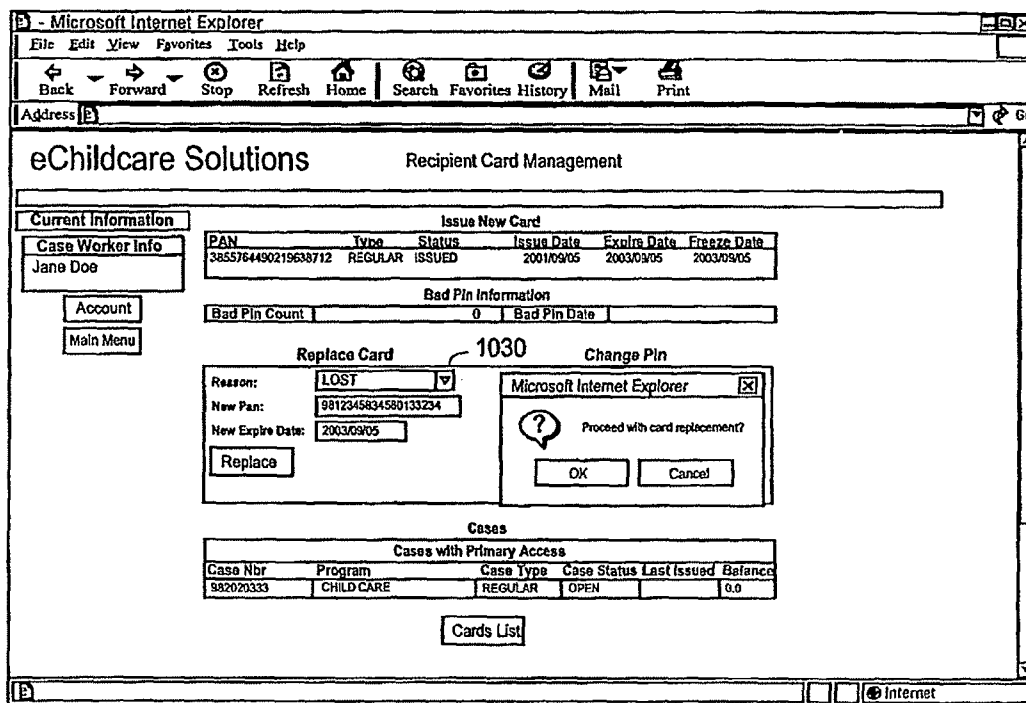 - Microsoft Internet Explorer
File Edit View Favorites Tools Help
Back Forward Stop Refresh Home Search Favorites History Mail Print
Address
eChildcare Solutions Recipient Card Management
Current Information
Case Worker Info
Jane Doe
Account
Main Menu
Issue New Card
PAN Type Status Issue Date Expire Date Freeze Date
3855764490219638712 REGULAR ISSUED 2001/09/05 2003/09/05 2003/09/05
Bad Pin Information
Bad Pin Count 0 Bad Pin Date
Replace Card 1030 Change Pin
Reason: LOST
New Pan: 9812345834580133234
New Expire Date: 2003/09/05
Replace
Microsoft Internet Explorer
? Proceed with card replacement?
OK Cancel
Cases
Cases with Primary Access
Case Nbr Program Case Type Case Status Last Issued Balance
982020333 CHILD CARE REGULAR OPEN 0.0
Cards List
Internet